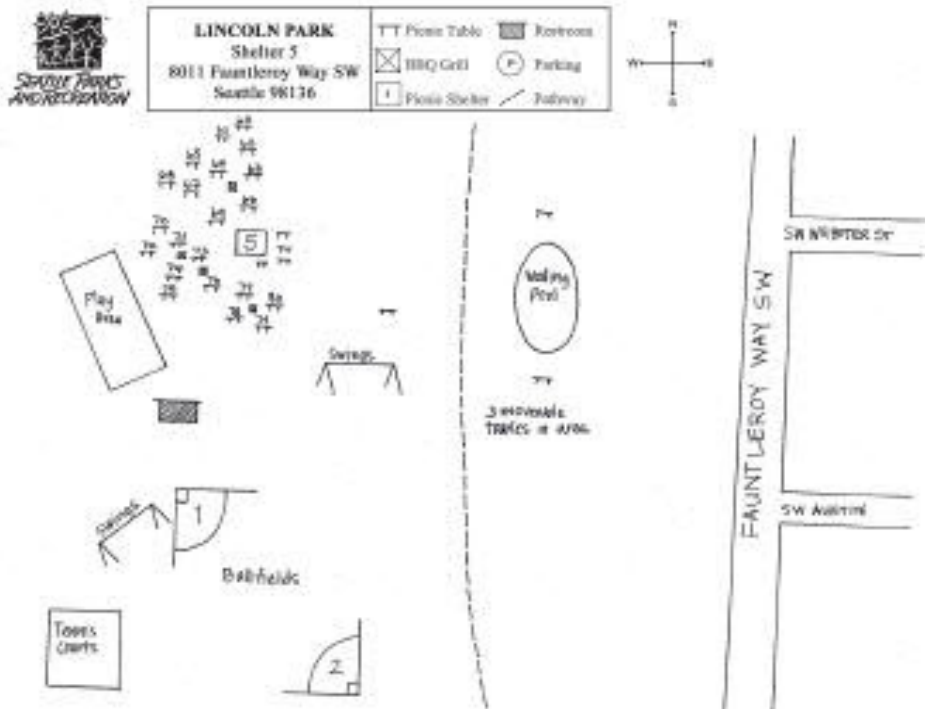 SEATTLE PARKS
AND RECREATION
LINCOLN PARK
Shelter 5
8011 Fauntleroy Way SW
Seattle 98136
Picnic Table
Restroom
BBQ Grill
P Parking
Picnic Shelter
Pathway
N
W
S
5
SW WEBSTER ST
Play
Area
Wading
Pool
FAUNTLEROY WAY SW
Swings
3 moveable
tables in area
Swings
1
SW AUSTIN
Ballfields
Tennis
Courts
2